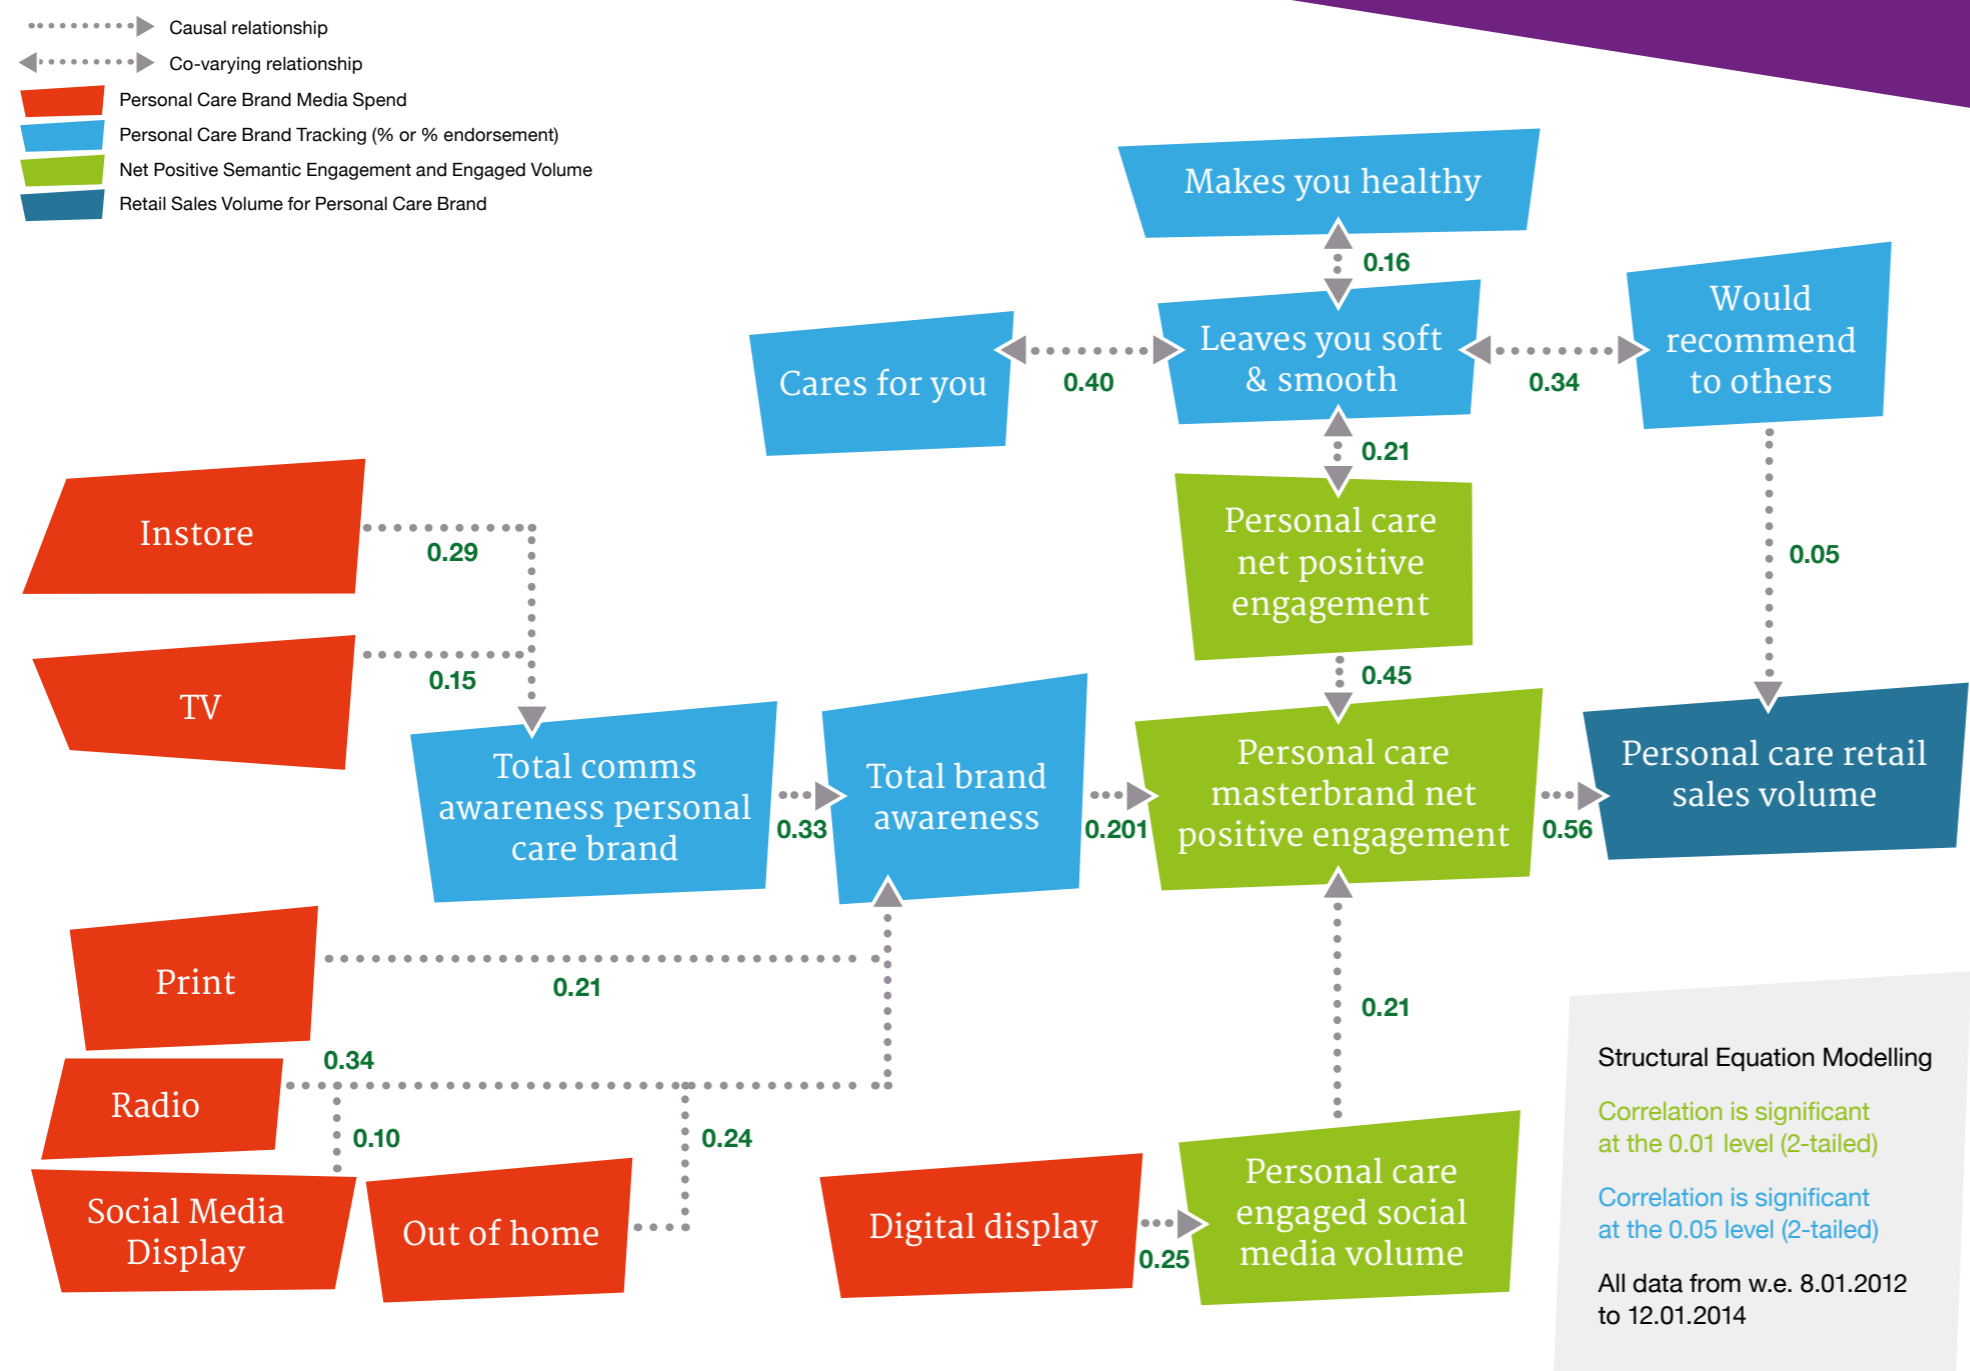 Causal relationship
Co-varying relationship
Personal Care Brand Media Spend
Personal Care Brand Tracking (% or % endorsement)
Net Positive Semantic Engagement and Engaged Volume
Retail Sales Volume for Personal Care Brand
Makes you healthy
0.16
Cares for you
0.40
Leaves you soft
& smooth
0.34
Would
recommend
to others
0.21
0.05
Instore
0.29
TV
0.15
Personal care
net positive
engagement
0.45
Total comms
awareness personal
care brand
0.33
Total brand
awareness
0.201
Personal care
masterbrand net
positive engagement
0.56
Personal care retail
sales volume
Print
0.21
0.34
Radio
0.10
0.24
Social Media
Display
Out of home
Digital display
0.25
Personal care
engaged social
media volume
0.21
Structural Equation Modelling
Correlation is significant
at the 0.01 level (2-tailed)
Correlation is significant
at the 0.05 level (2-tailed)
All data from w.e. 8.01.2012
to 12.01.2014